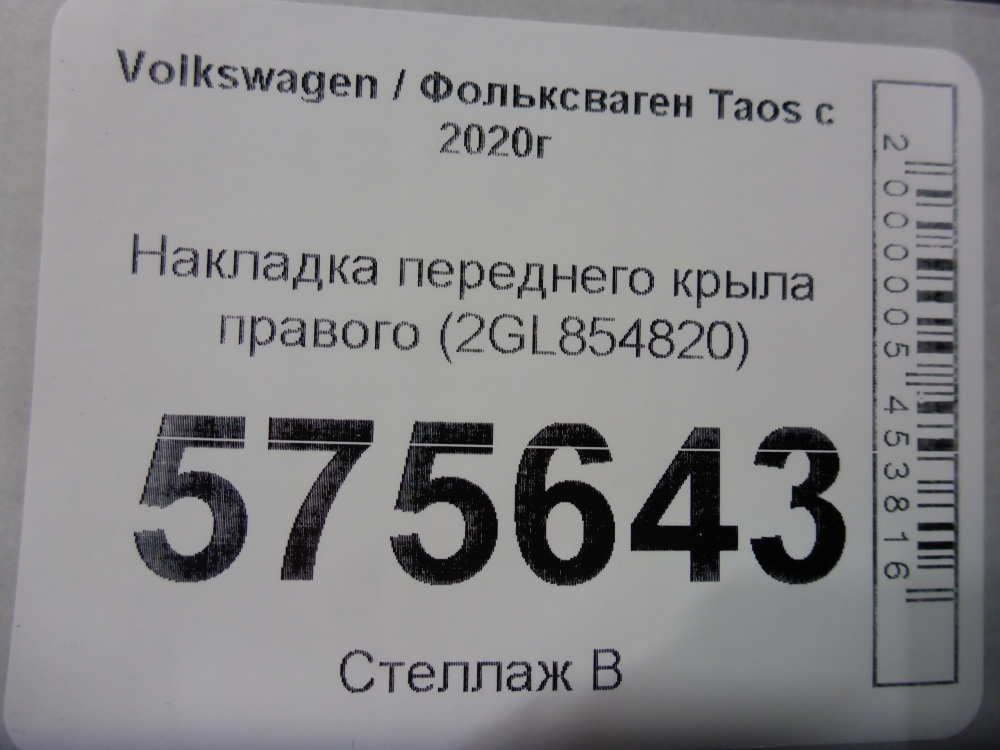 Volkswagen / Фольксваген Taos с
2020г
Накладка переднего крыла
правого (2GL854820)
575643
Стеллаж В
2000005453816